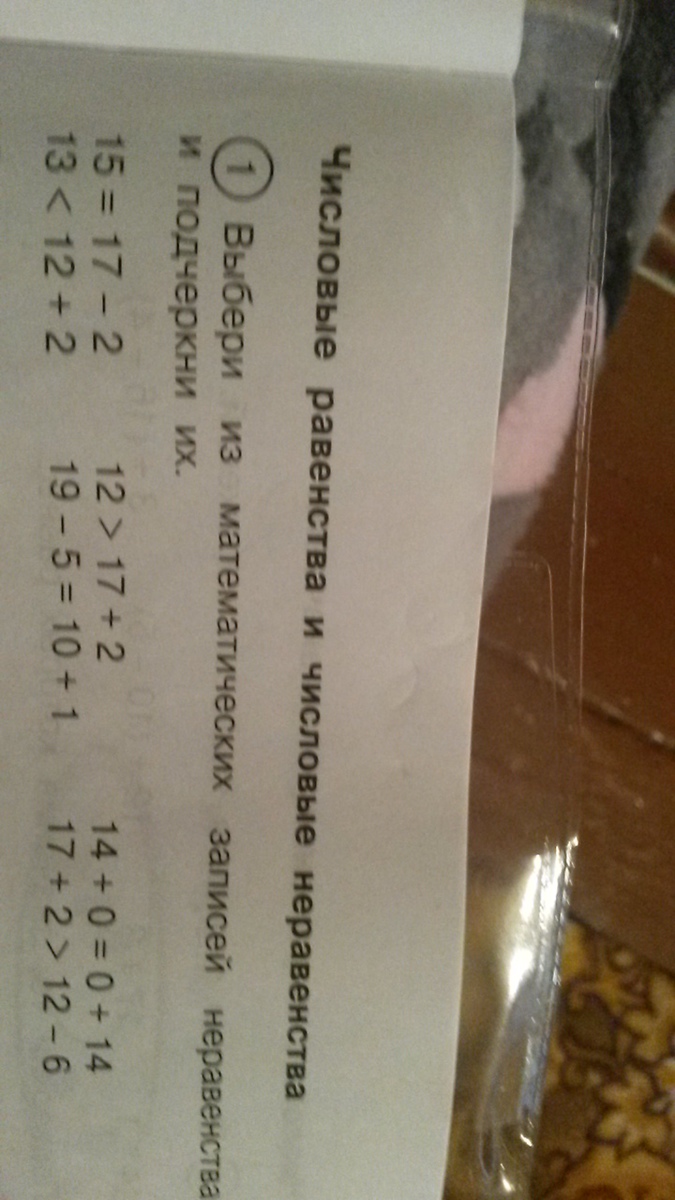 Числовые равенства и числовые неравенства
1 Выбери из математических записей неравенства
и подчеркни их.
15 = 17 − 2 12 > 17 + 2 14 + 0 = 0 + 14
13 < 12 + 2 19 − 5 = 10 + 1 17 + 2 > 12 − 6